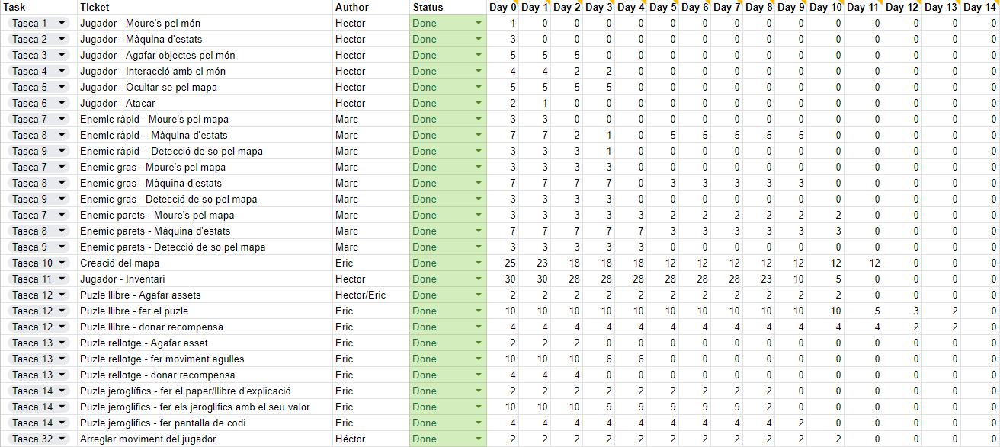 Task Ticket Author Status Day 0 Day 1 Day 2 Day 3 Day 4 Day 5 Day 6 Day 7 Day 8 Day 9 Day 10 Day 11 Day 12 Day 13 Day 14
Tasca 1 Jugador - Moure's pel món Hector Done 1 0 0 0 0 0 0 0 0 0 0 0 0 0 0
Tasca 2 Jugador - Màquina d'estats Hector Done 3 0 0 0 0 0 0 0 0 0 0 0 0 0 0
Tasca 3 Jugador - Agafar objectes pel món Hector Done 5 5 5 0 0 0 0 0 0 0 0 0 0 0 0
Tasca 4 Jugador - Interacció amb el món Hector Done 4 4 2 2 0 0 0 0 0 0 0 0 0 0 0
Tasca 5 Jugador - Ocultar-se pel mapa Hector Done 5 5 5 5 0 0 0 0 0 0 0 0 0 0 0
Tasca 6 Jugador - Atacar Hector Done 2 1 0 0 0 0 0 0 0 0 0 0 0 0 0
Tasca 7 Enemic ràpid - Moure's pel mapa Marc Done 3 3 0 0 0 0 0 0 0 0 0 0 0 0 0
Tasca 8 Enemic ràpid - Màquina d'estats Marc Done 7 7 2 1 0 5 5 5 5 5 0 0 0 0 0
Tasca 9 Enemic ràpid - Detecció de so pel mapa Marc Done 3 3 3 1 0 0 0 0 0 0 0 0 0 0 0
Tasca 7 Enemic gras - Moure's pel mapa Marc Done 3 3 3 3 0 0 0 0 0 0 0 0 0 0 0
Tasca 8 Enemic gras - Màquina d'estats Marc Done 7 7 7 7 0 3 3 3 3 3 0 0 0 0 0
Tasca 9 Enemic gras - Detecció de so pel mapa Marc Done 3 3 3 3 0 0 0 0 0 0 0 0 0 0 0
Tasca 7 Enemic parets - Moure's pel mapa Marc Done 3 3 3 3 3 2 2 2 2 2 2 0 0 0 0
Tasca 8 Enemic parets - Màquina d'estats Marc Done 7 7 7 7 7 3 3 3 3 3 3 0 0 0 0
Tasca 9 Enemic parets - Detecció de so pel mapa Marc Done 3 3 3 3 3 0 0 0 0 0 0 0 0 0 0
Tasca 10 Creació del mapa Eric Done 25 23 18 18 18 12 12 12 12 12 12 12 0 0 0
Tasca 11 Jugador - Inventari Hector Done 30 30 28 28 28 28 28 28 23 10 5 0 0 0 0
Tasca 12 Puzle llibre - Agafar assets Hector/Eric Done 2 2 2 2 2 2 2 2 2 2 2 0 0 0 0
Tasca 12 Puzle llibre - fer el puzle Eric Done 10 10 10 10 10 10 10 10 10 10 10 5 3 2 0
Tasca 12 Puzle llibre - donar recompensa Eric Done 4 4 4 4 4 4 4 4 4 4 4 4 2 2 0
Tasca 13 Puzle rellotge - Agafar asset Eric Done 2 2 2 0 0 0 0 0 0 0 0 0 0 0 0
Tasca 13 Puzle rellotge - fer moviment agulles Eric Done 10 10 10 6 6 0 0 0 0 0 0 0 0 0 0
Tasca 13 Puzle rellotge - donar recompensa Eric Done 4 4 4 0 0 0 0 0 0 0 0 0 0 0 0
Tasca 14 Puzle jeroglífics - fer el paper/llibre d'explicació Eric Done 2 2 2 2 2 2 2 2 2 0 0 0 0 0 0
Tasca 14 Puzle jeroglífics - fer els jeroglífics amb el seu valor Eric Done 10 10 10 9 9 9 9 9 2 0 0 0 0 0 0
Tasca 14 Puzle jeroglífics - fer pantalla de codi Eric Done 4 4 4 4 4 4 4 4 4 2 0 0 0 0 0
Tasca 32 Arreglar moviment del jugador Héctor Done 2 2 2 2 2 2 2 2 2 2 2 0 0 0 0